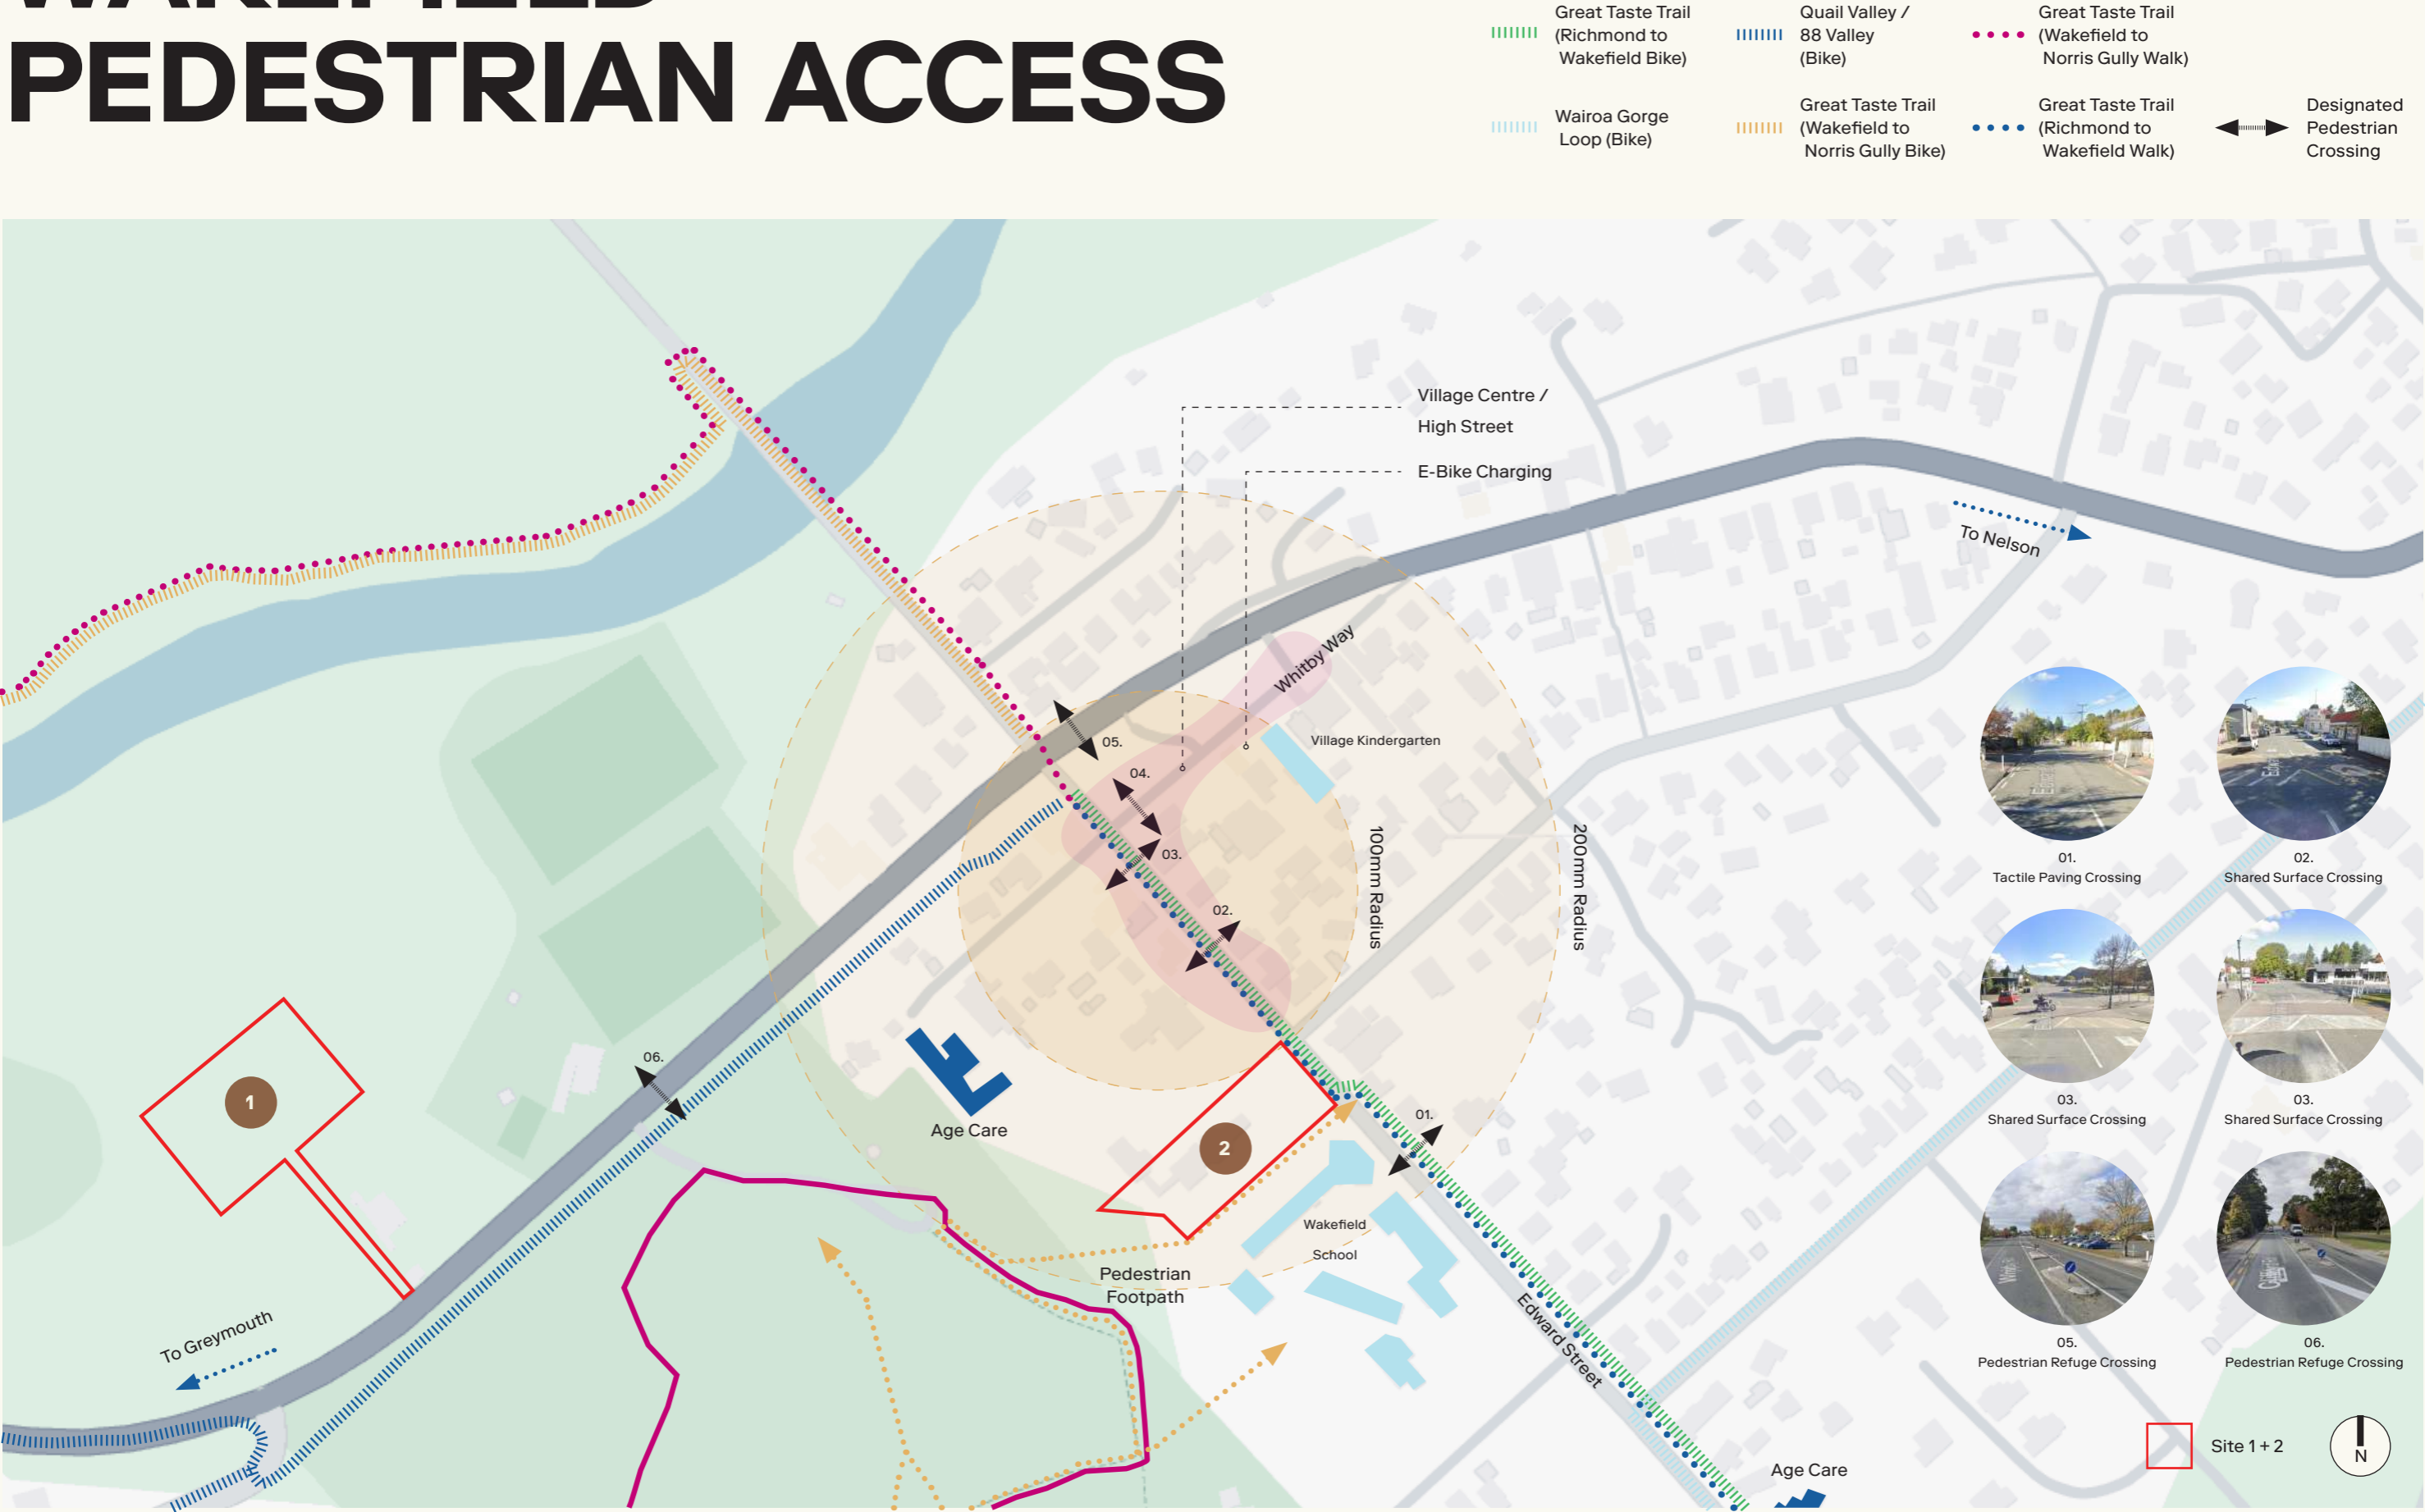 WAKEFIELD
PEDESTRIAN ACCESS
Great Taste Trail
(Richmond to
Wakefield Bike)
Quail Valley /
88 Valley
(Bike)
Great Taste Trail
(Wakefield to
Norris Gully Walk)
Wairoa Gorge
Loop (Bike)
Great Taste Trail
(Wakefield to
Norris Gully Bike)
Great Taste Trail
(Richmond to
Wakefield Walk)
Designated
Pedestrian
Crossing
Village Centre /
High Street
E-Bike Charging
To Nelson
Whitby Way
Village Kindergarten
05.
04.
03.
02.
100mm Radius
200mm Radius
06.
1
Age Care
01.
2
Wakefield
School
Pedestrian
Footpath
To Greymouth
Edward Street
Age Care
01.
Tactile Paving Crossing
02.
Shared Surface Crossing
03.
Shared Surface Crossing
03.
Shared Surface Crossing
05.
Pedestrian Refuge Crossing
06.
Pedestrian Refuge Crossing
Site 1 + 2
N